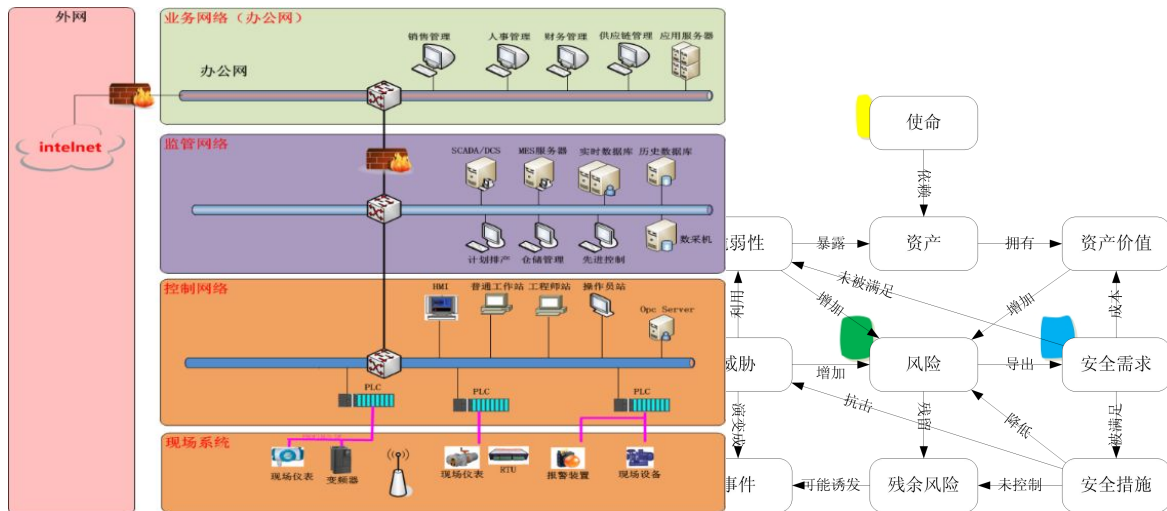 外网
intelnet
业务网络（办公网）
办公网
销售管理
人事管理
财务管理
供应链管理
应用服务器
监管网络
SCADA/DCS
MES服务器
实时数据库
历史数据库
计划排产
仓储管理
先进控制
数采机
控制网络
HMI
普通工作站
工程师站
操作员站
Opc Server
PLC
PLC
PLC
现场系统
现场仪表
变频器
现场仪表
RTU
报警装置
现场设备
使命
依赖
弱性
暴露
资产
拥有
资产价值
未被满足
利用
增加
增加
成本
威胁
增加
风险
导出
安全需求
演变成
抗击
残留
降低
被满足
事件
可能诱发
残余风险
未控制
安全措施